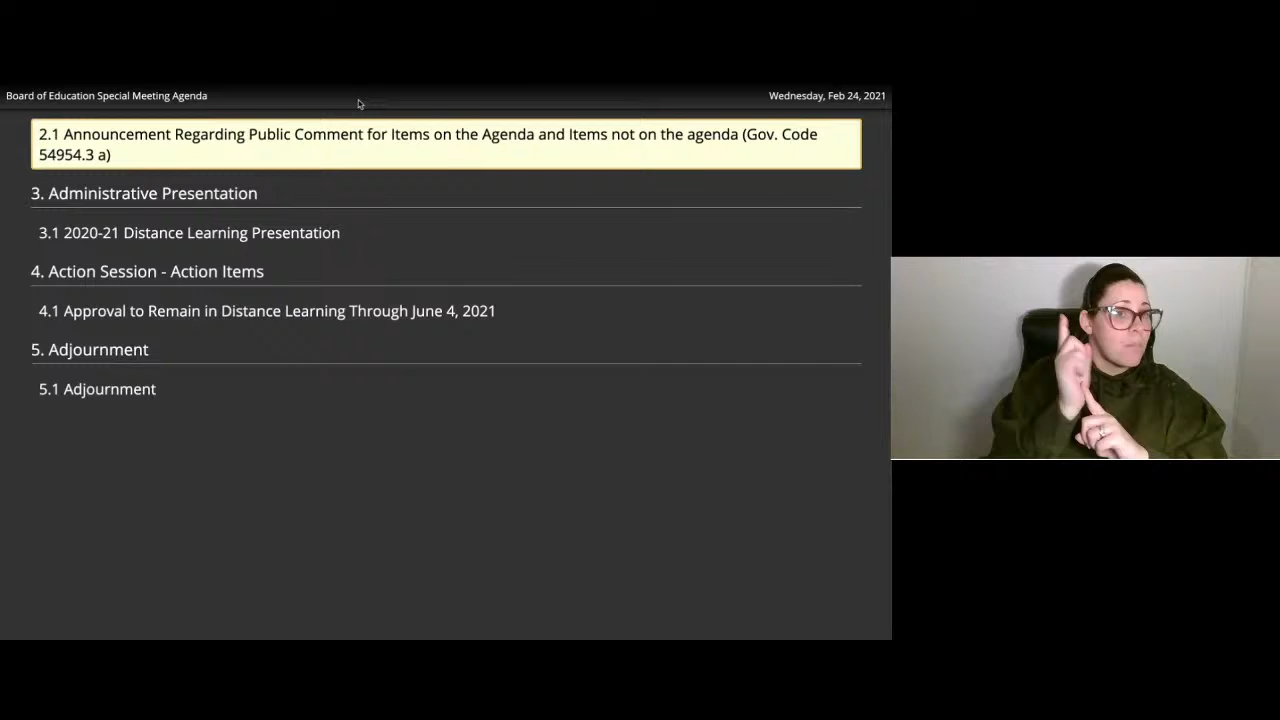 Board of Education Special Meeting Agenda
Wednesday, Feb 24, 2021
2.1 Announcement Regarding Public Comment for Items on the Agenda and Items not on the agenda (Gov. Code
54954.3 a)
3. Administrative Presentation
3.1 2020-21 Distance Learning Presentation
4. Action Session - Action Items
4.1 Approval to Remain in Distance Learning Through June 4, 2021
5. Adjournment
5.1 Adjournment